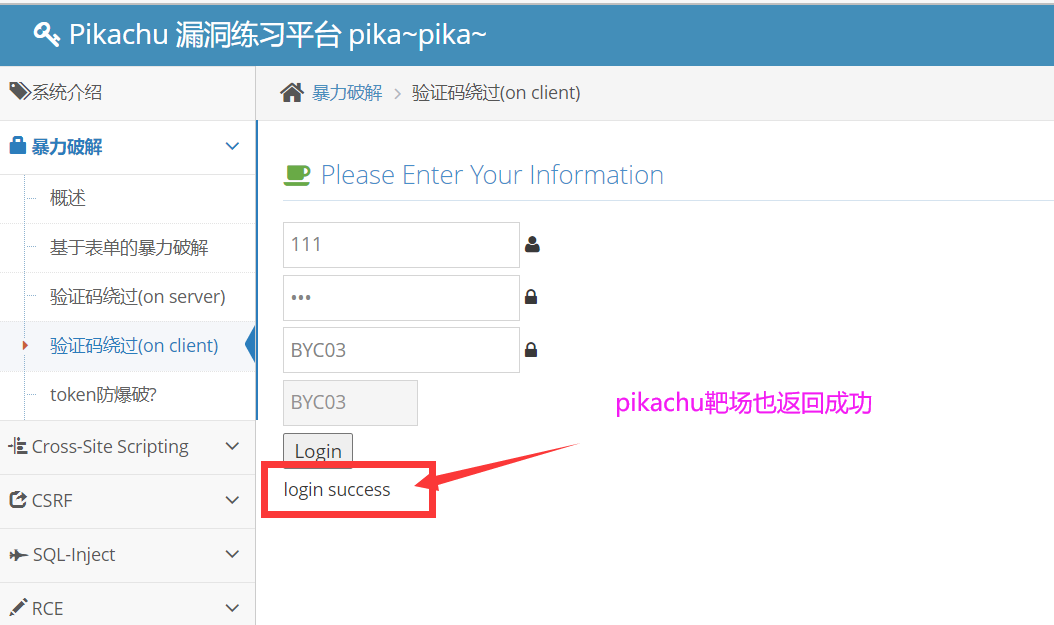 Pikachu 漏洞练习平台 pika~pika~
系统介绍
暴力破解
概述
基于表单的暴力破解
验证码绕过(on server)
验证码绕过(on client)
token防爆破?
Cross-Site Scripting
CSRF
SQL-Inject
RCE
暴力破解 > 验证码绕过(on client)
Please Enter Your Information
111
•••
BYC03
BYC03
Login
login success
pikachu靶场也返回成功